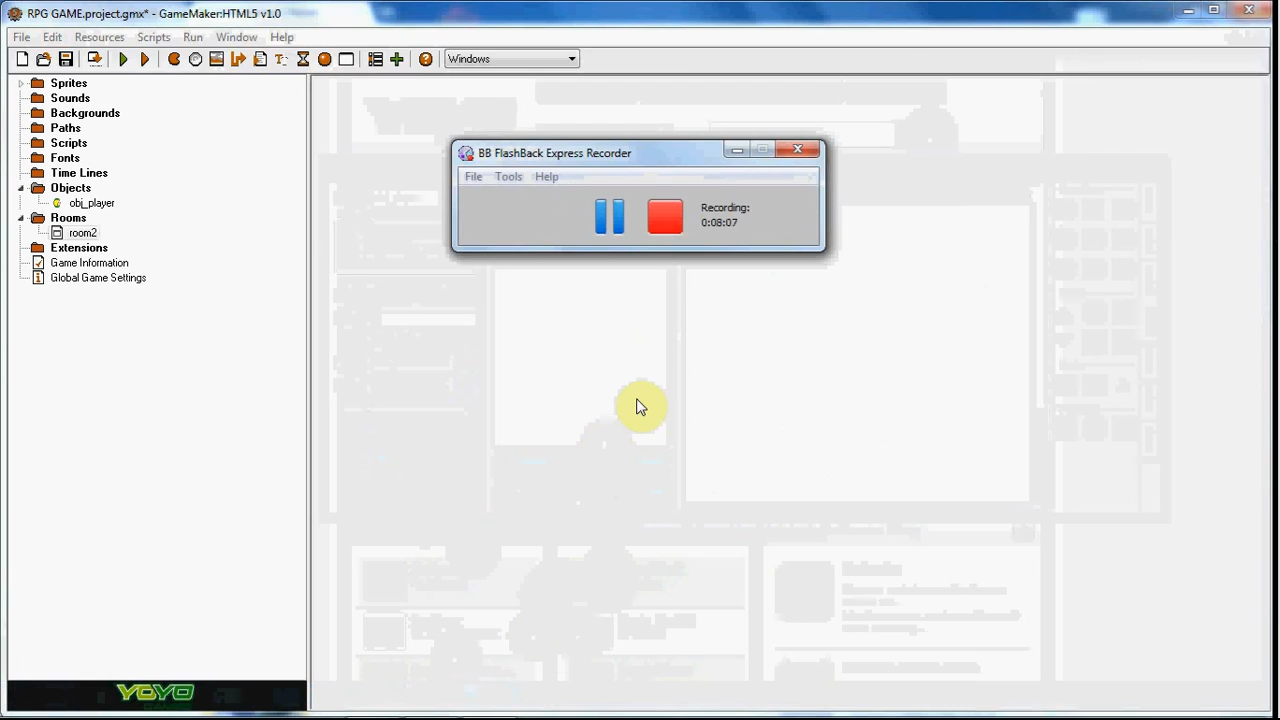 RPG GAME.project.gmx* - GameMaker:HTML5 v1.0
File Edit Resources Scripts Run Window Help
Windows
Sprites
Sounds
Backgrounds
Paths
Scripts
Fonts
Time Lines
Objects
obj_player
Rooms
room2
Extensions
Game Information
Global Game Settings
BB FlashBack Express Recorder
File Tools Help
Recording:
0:08:07
YOYO
GAMES